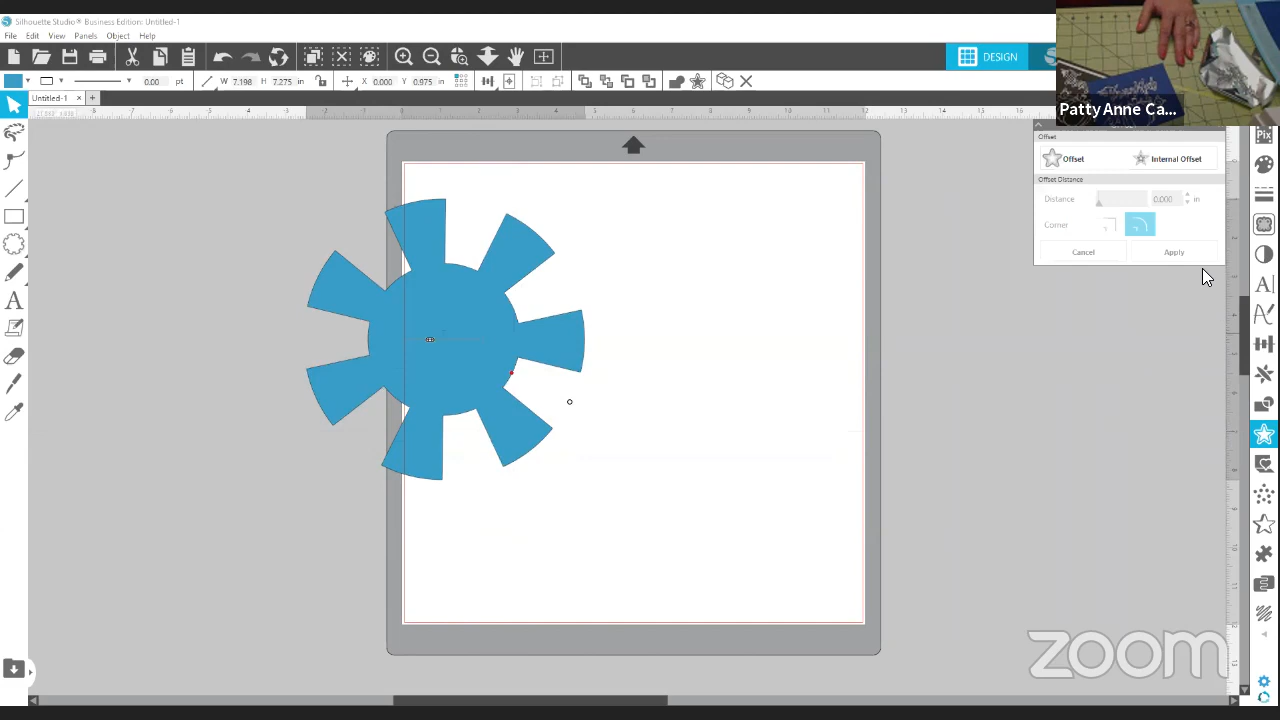 Silhouette Studio® Business Edition: Untitled-1
File Edit View Panels Object Help
DESIGN
0.00 pt W 7.198 H 7.275 in X 0.000 Y 0.975 in
Untitled-1
Patty Anne Ca...
Offset
Offset Internal Offset
Offset Distance
Distance 0.000 in
Corner
Cancel Apply
Pix
zoom